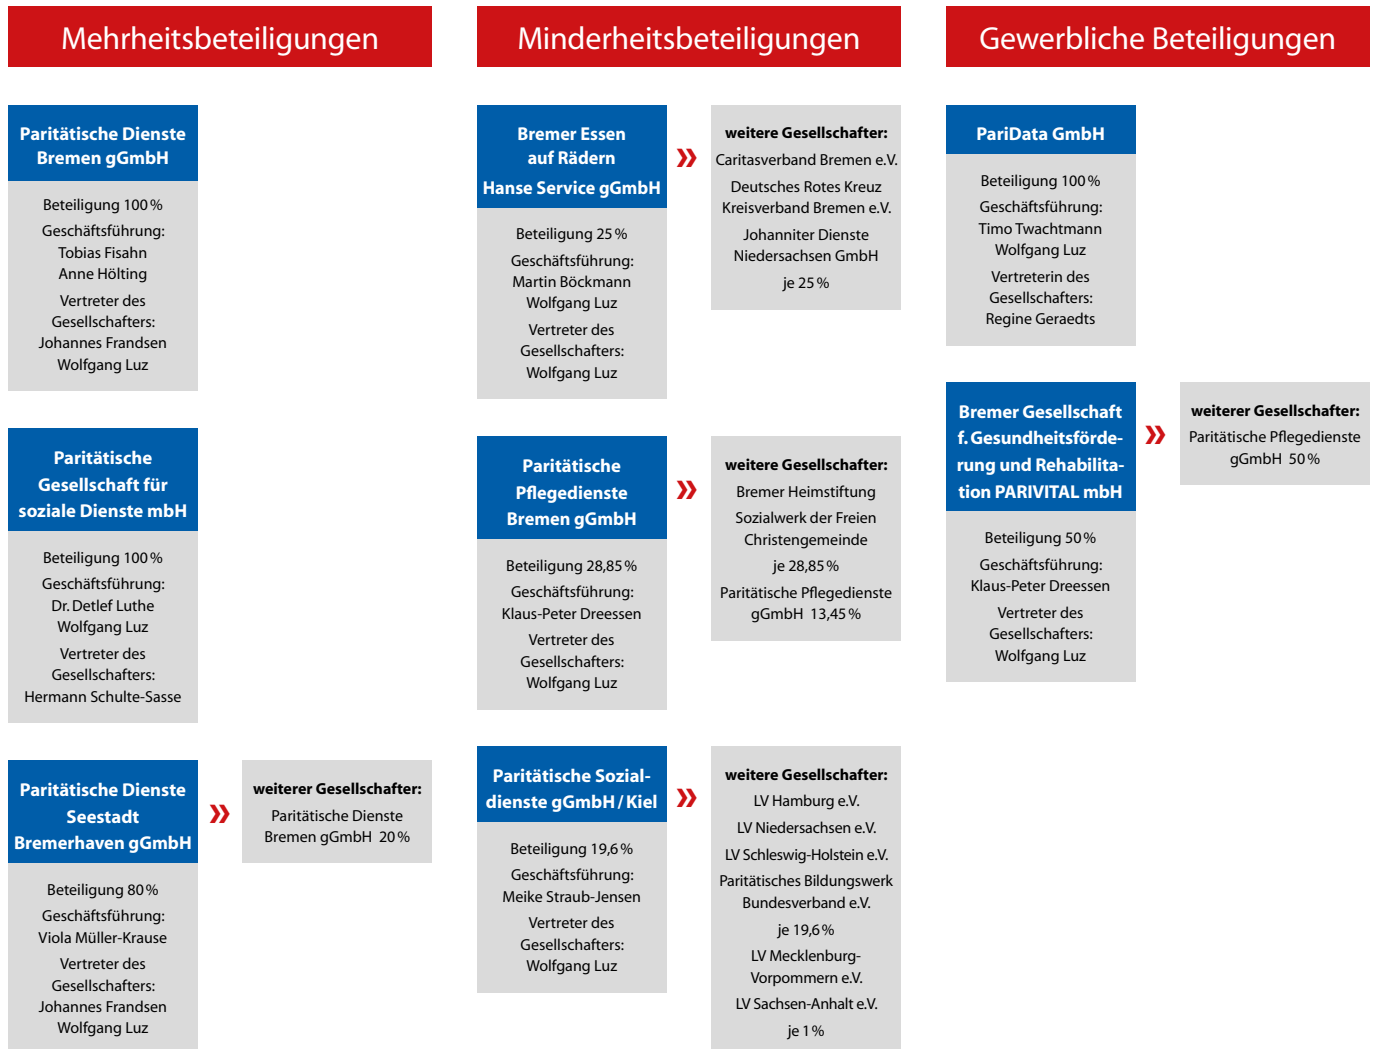 Mehrheitsbeteiligungen
Paritätische Dienste
Bremen gGmbH
Beteiligung 100 %
Geschäftsführung:
Tobias Fisahn
Anne Hölting
Vertreter des
Gesellschafters:
Johannes Frandsen
Wolfgang Luz
Paritätische
Gesellschaft für
soziale Dienste mbH
Beteiligung 100 %
Geschäftsführung:
Dr. Detlef Luthe
Wolfgang Luz
Vertreter des
Gesellschafters:
Hermann Schulte-Sasse
Paritätische Dienste
Seestadt
Bremerhaven gGmbH
Beteiligung 80 %
Geschäftsführung:
Viola Müller-Krause
Vertreter des
Gesellschafters:
Johannes Frandsen
Wolfgang Luz
»
weiterer Gesellschafter:
Paritätische Dienste
Bremen gGmbH 20 %
Minderheitsbeteiligungen
Bremer Essen
auf Rädern
Hanse Service gGmbH
Beteiligung 25 %
Geschäftsführung:
Martin Böckmann
Wolfgang Luz
Vertreter des
Gesellschafters:
Wolfgang Luz
»
weitere Gesellschafter:
Caritasverband Bremen e.V.
Deutsches Rotes Kreuz
Kreisverband Bremen e.V.
Johanniter Dienste
Niedersachsen GmbH
je 25 %
Paritätische
Pflegedienste
Bremen gGmbH
Beteiligung 28,85 %
Geschäftsführung:
Klaus-Peter Dreessen
Vertreter des
Gesellschafters:
Wolfgang Luz
»
weitere Gesellschafter:
Bremer Heimstiftung
Sozialwerk der Freien
Christengemeinde
je 28,85 %
Paritätische Pflegedienste
gGmbH 13,45 %
Paritätische Sozial-
dienste gGmbH / Kiel
Beteiligung 19,6 %
Geschäftsführung:
Meike Straub-Jensen
Vertreter des
Gesellschafters:
Wolfgang Luz
»
weitere Gesellschafter:
LV Hamburg e.V.
LV Niedersachsen e.V.
LV Schleswig-Holstein e.V.
Paritätisches Bildungswerk
Bundesverband e.V.
je 19,6 %
LV Mecklenburg-
Vorpommern e.V.
LV Sachsen-Anhalt e.V.
je 1 %
Gewerbliche Beteiligungen
PariData GmbH
Beteiligung 100 %
Geschäftsführung:
Timo Twachtmann
Wolfgang Luz
Vertreterin des
Gesellschafters:
Regine Geraedts
Bremer Gesellschaft
f. Gesundheitsförde-
rung und Rehabilita-
tion PARIVITAL mbH
Beteiligung 50 %
Geschäftsführung:
Klaus-Peter Dreessen
Vertreter des
Gesellschafters:
Wolfgang Luz
»
weiterer Gesellschafter:
Paritätische Pflegedienste
gGmbH 50 %